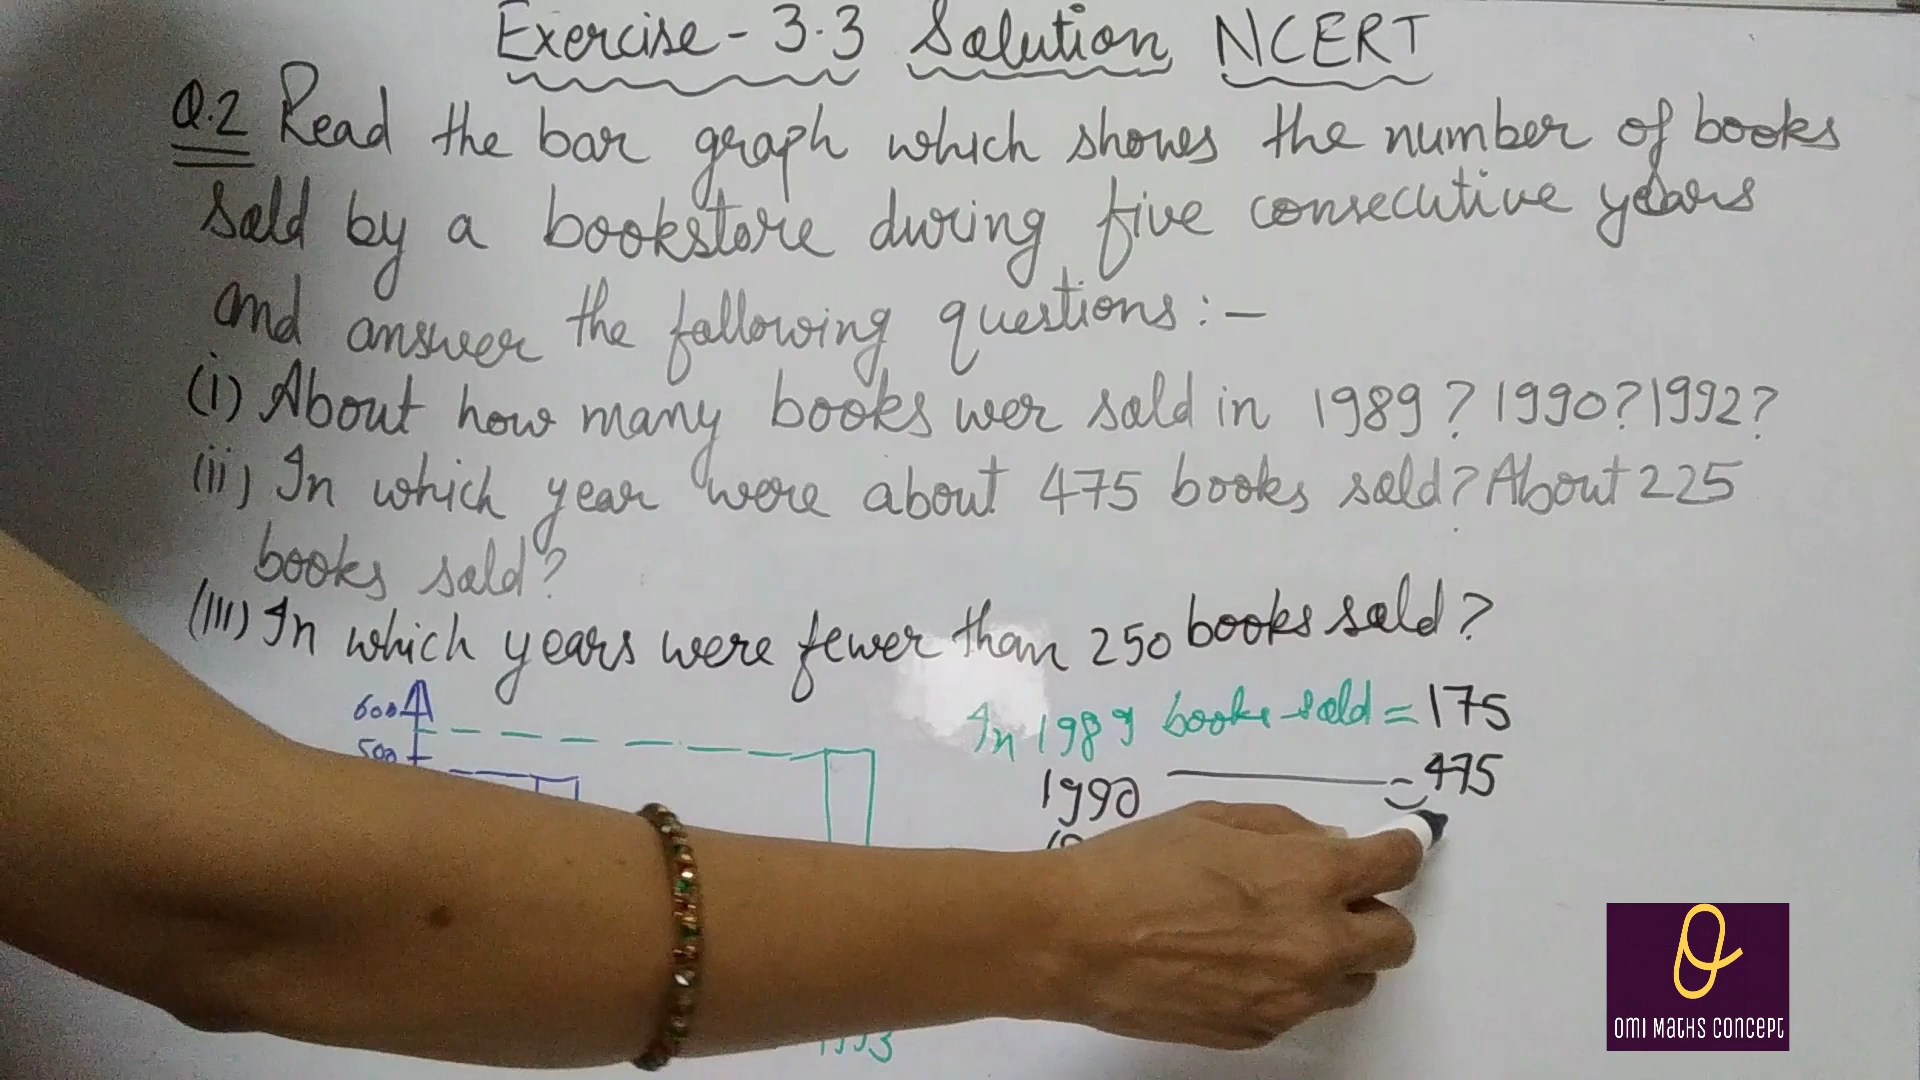 Exercise - 3.3 Solution NCERT
Q.2 Read the bar graph which shows the number of books
sold by a bookstore during five consecutive years
and answer the following questions :-
(i) About how many books wer sold in 1989 ? 1990? 1992?
(ii) In which year were about 475 books sold? About 225
books sold?
(III) In which years were fewer than 250 books sold?
600
500
In 1989 books sold = 175
1990 475
1993
OMI MATHS CONCEPT